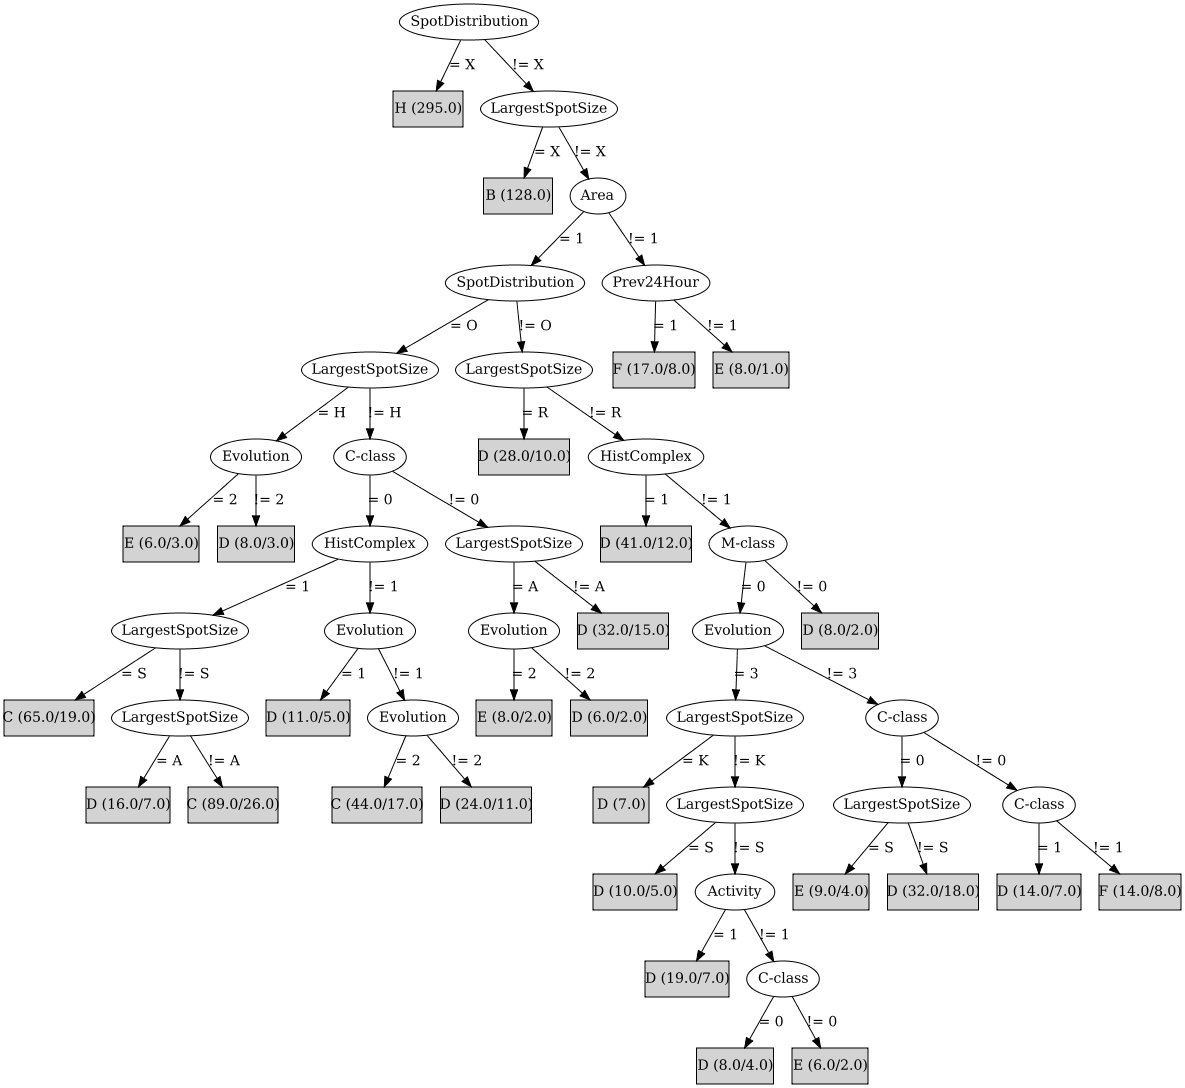 SpotDistribution
= X
!= X
H (295.0)
LargestSpotSize
= X
!= X
B (128.0)
Area
= 1
!= 1
SpotDistribution
Prev24Hour
= O
!= O
= 1
!= 1
LargestSpotSize
LargestSpotSize
F (17.0/8.0)
E (8.0/1.0)
= H
!= H
= R
!= R
Evolution
C-class
D (28.0/10.0)
HistComplex
= 2
!= 2
= 0
!= 0
= 1
!= 1
E (6.0/3.0)
D (8.0/3.0)
HistComplex
LargestSpotSize
D (41.0/12.0)
M-class
= 1
!= 1
= A
!= A
= 0
!= 0
LargestSpotSize
Evolution
Evolution
D (32.0/15.0)
Evolution
D (8.0/2.0)
= S
!= S
= 1
!= 1
= 2
!= 2
= 3
!= 3
C (65.0/19.0)
LargestSpotSize
D (11.0/5.0)
Evolution
E (8.0/2.0)
D (6.0/2.0)
LargestSpotSize
C-class
= A
!= A
= 2
!= 2
= K
!= K
= 0
!= 0
D (16.0/7.0)
C (89.0/26.0)
C (44.0/17.0)
D (24.0/11.0)
D (7.0)
LargestSpotSize
LargestSpotSize
C-class
= S
!= S
= S
!= S
= 1
!= 1
D (10.0/5.0)
Activity
E (9.0/4.0)
D (32.0/18.0)
D (14.0/7.0)
F (14.0/8.0)
= 1
!= 1
D (19.0/7.0)
C-class
= 0
!= 0
D (8.0/4.0)
E (6.0/2.0)